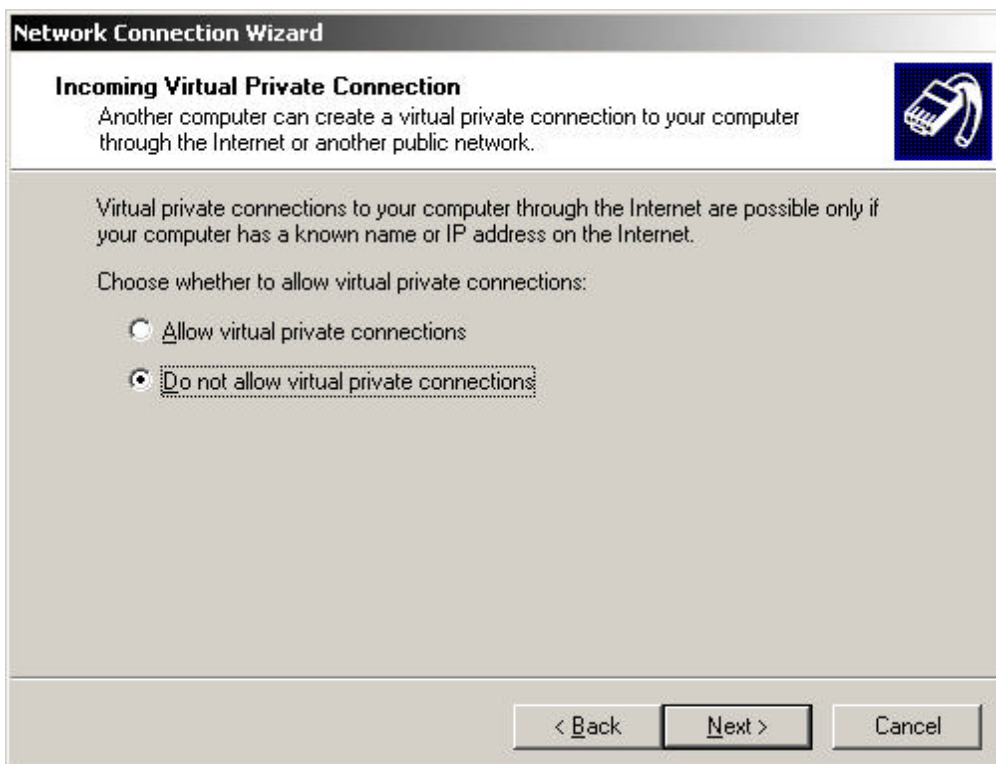 Network Connection Wizard
Incoming Virtual Private Connection
Another computer can create a virtual private connection to your computer
through the Internet or another public network.
Virtual private connections to your computer through the Internet are possible only if
your computer has a known name or IP address on the Internet.
Choose whether to allow virtual private connections:
Allow virtual private connections
Do not allow virtual private connections
< Back Next > Cancel